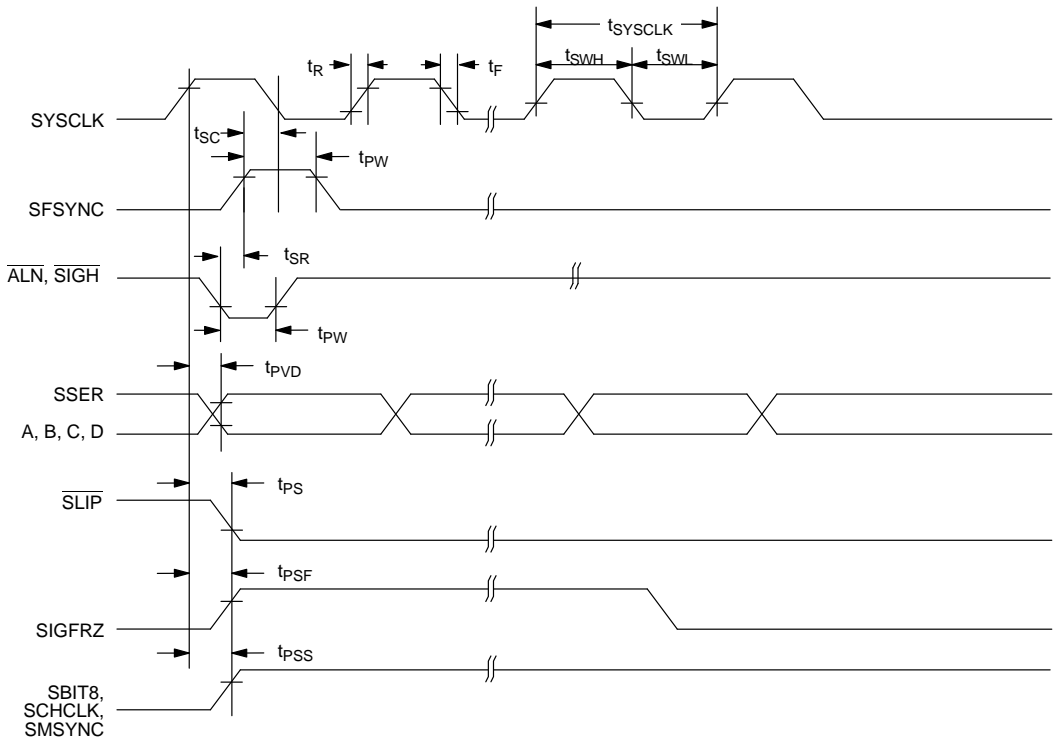 tSYSCLK
tR
tF
tSWH
tSWL
SYSCLK
tSC
tPW
SFSYNC
tSR
ALN, SIGH
tPW
tPVD
SSER
A, B, C, D
tPS
SLIP
tPSF
SIGFRZ
tPSS
SBIT8,
SCHCLK,
SMSYNC